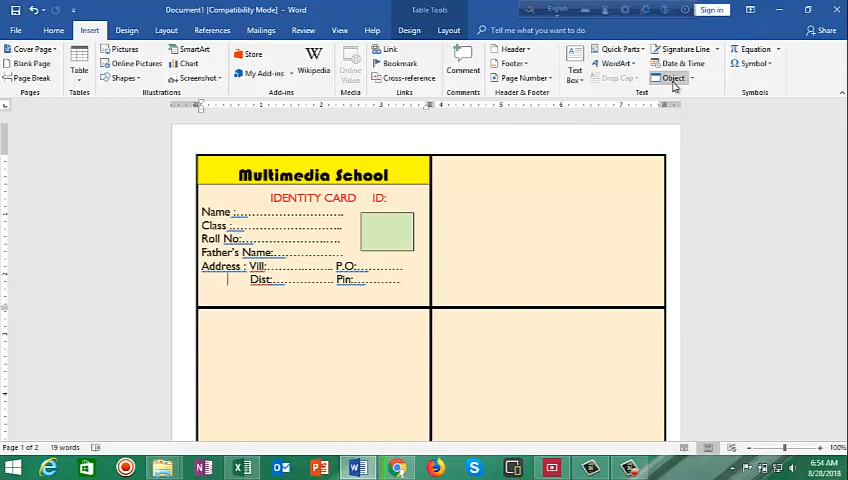 Document1 [Compatibility Mode] - Word
Table Tools
English
Sign in
File Home Insert Design Layout References Mailings Review View Help Design Layout Tell me what you want to do Share
Cover Page
Blank Page
Page Break
Pages
Table
Tables
Pictures
Online Pictures
Shapes
SmartArt
Chart
Screenshot
Illustrations
Store
My Add-ins
Wikipedia
Add-ins
Online Video
Media
Link
Bookmark
Cross-reference
Links
Comment
Comments
Header
Footer
Page Number
Header & Footer
Text Box
Quick Parts
WordArt
Drop Cap
Signature Line
Date & Time
Object
Text
Equation
Symbol
Symbols
Multimedia School
IDENTITY CARD ID:
Name :..............................
Class :..............................
Roll No:............................
Father's Name:....................
Address : Vill:.................. P.O:..............
Dist:.................. Pin:..............
Page 1 of 2 19 words
100%
6:54 AM
8/28/2018